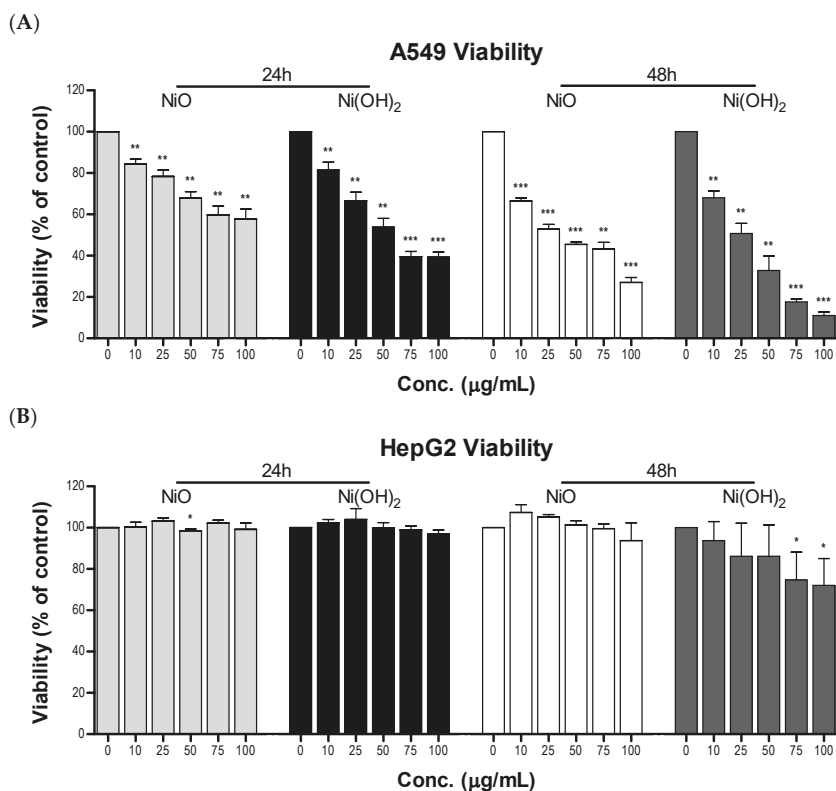 (A)
A549 Viability
24h 48h
NiO Ni(OH)2 NiO Ni(OH)2
Viability (% of control)
120
100
80
60
40
20
0
** ** ** ** **
** ** ** *** ***
*** *** *** ** ***
** ** ** *** ***
0 10 25 50 75 100 0 10 25 50 75 100 0 10 25 50 75 100 0 10 25 50 75 100
Conc. (µg/mL)
(B)
HepG2 Viability
24h 48h
NiO Ni(OH)2 NiO Ni(OH)2
Viability (% of control)
120
100
80
60
40
20
0
*
* *
0 10 25 50 75 100 0 10 25 50 75 100 0 10 25 50 75 100 0 10 25 50 75 100
Conc. (µg/mL)